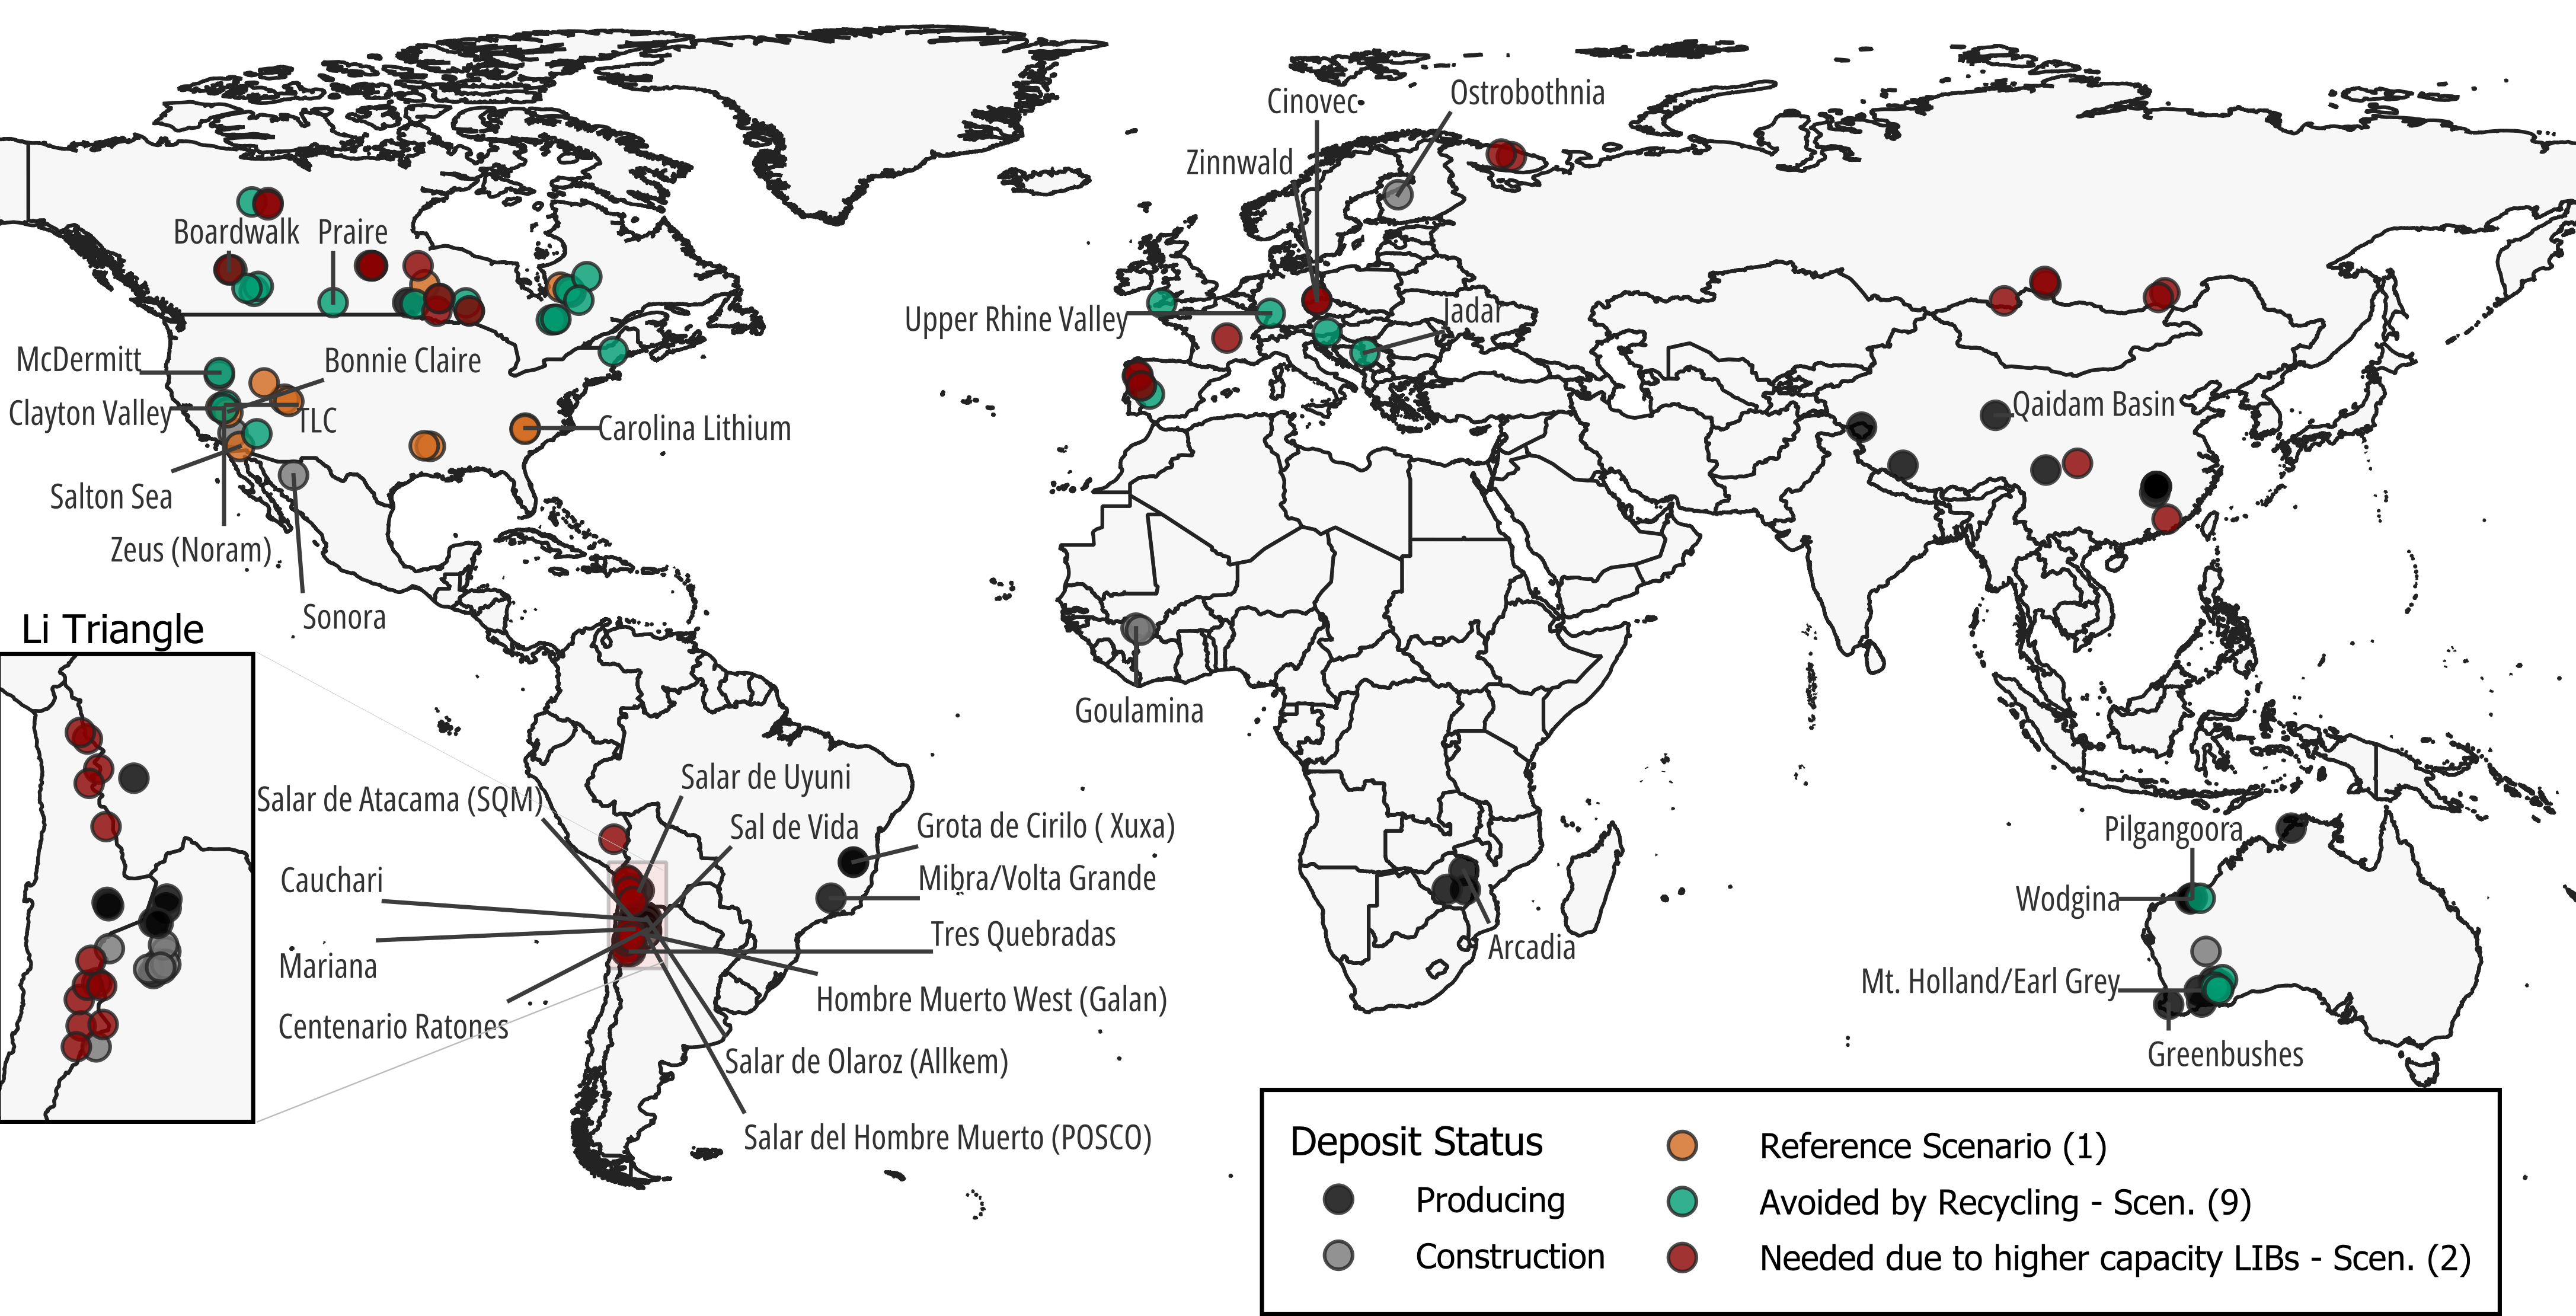 Cinovec
Ostrobothnia
Zinnwald
Boardwalk
Praire
Upper Rhine Valley
Jadar
McDermitt
Bonnie Claire
Clayton Valley
TLC
Carolina Lithium
Qaidam Basin
Salton Sea
Zeus (Noram)
Sonora
Li Triangle
Goulamina
Salar de Uyuni
Salar de Atacama (SQM)
Sal de Vida
Grota de Cirilo ( Xuxa)
Pilgangoora
Cauchari
Mibra/Volta Grande
Wodgina
Tres Quebradas
Arcadia
Mariana
Mt. Holland/Earl Grey
Hombre Muerto West (Galan)
Centenario Ratones
Salar de Olaroz (Allkem)
Greenbushes
Salar del Hombre Muerto (POSCO)
Deposit Status
Producing
Construction
Reference Scenario (1)
Avoided by Recycling - Scen. (9)
Needed due to higher capacity LIBs - Scen. (2)